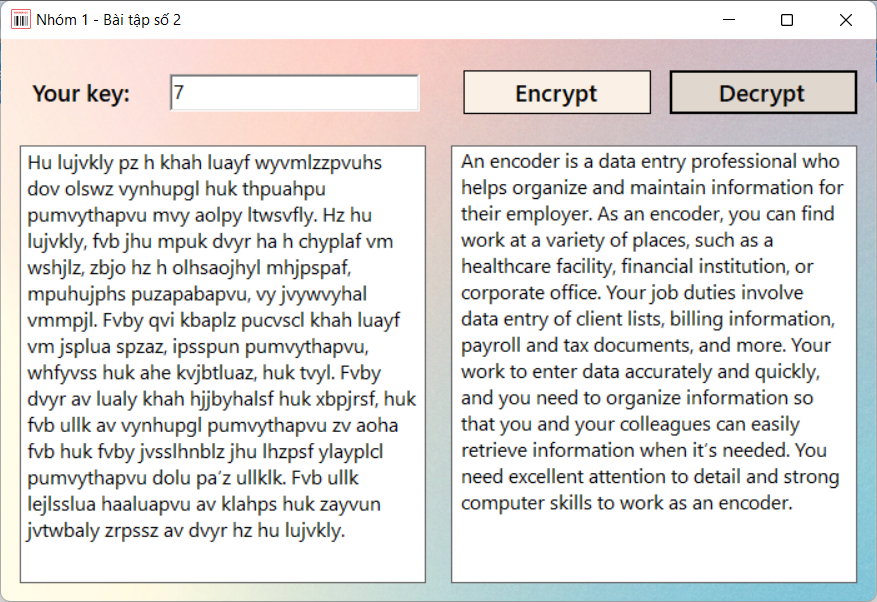 Nhóm 1 - Bài tập số 2
Your key:
7
Encrypt
Decrypt
Hu lujvkly pz h khah luayf wyvmlzzpvuhs
dov olswz vynhupgl huk thpuahpu
pumvythapvu mvy aolpy ltwsvfly. Hz hu
lujvkly, fvb jhu mpuk dvyr ha h chyplaf vm
wshjlz, zbjo hz h olhsaojhyl mhjpspaf,
mpuhujphs puzapabapvu, vy jvywvyhal
vmmpjl. Fvby qvi kbaplz pucvscl khah luayf
vm jsplua spzaz, ipsspun pumvythapvu,
whfyvss huk ahe kvjbtluaz, huk tvyl. Fvby
dvyr av lualy khah hjjbyhalsf huk xbpjrsf, huk
fvb ullk av vynhupgl pumvythapvu zv aoha
fvb huk fvby jvsslhnblz jhu lhzpsf ylayplcl
pumvythapvu dolu pa’z ullklk. Fvb ullk
lejlsslua haaluapvu av klahps huk zayvun
jvtwbaly zrpssz av dvyr hz hu lujvkly.
An encoder is a data entry professional who
helps organize and maintain information for
their employer. As an encoder, you can find
work at a variety of places, such as a
healthcare facility, financial institution, or
corporate office. Your job duties involve
data entry of client lists, billing information,
payroll and tax documents, and more. Your
work to enter data accurately and quickly,
and you need to organize information so
that you and your colleagues can easily
retrieve information when it’s needed. You
need excellent attention to detail and strong
computer skills to work as an encoder.